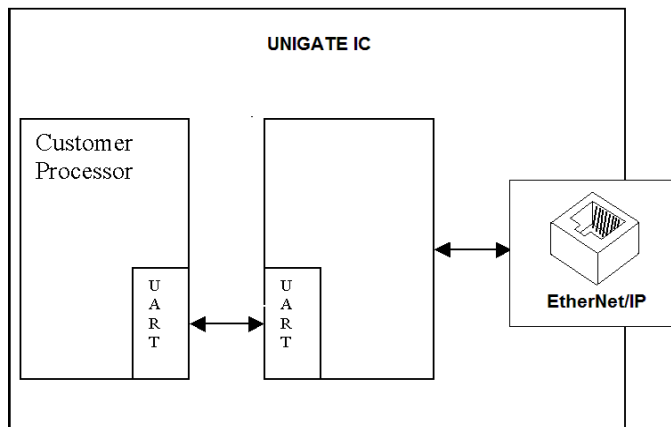 UNIGATE IC
Customer
Processor
U
A
R
T
U
A
R
T
EtherNet/IP